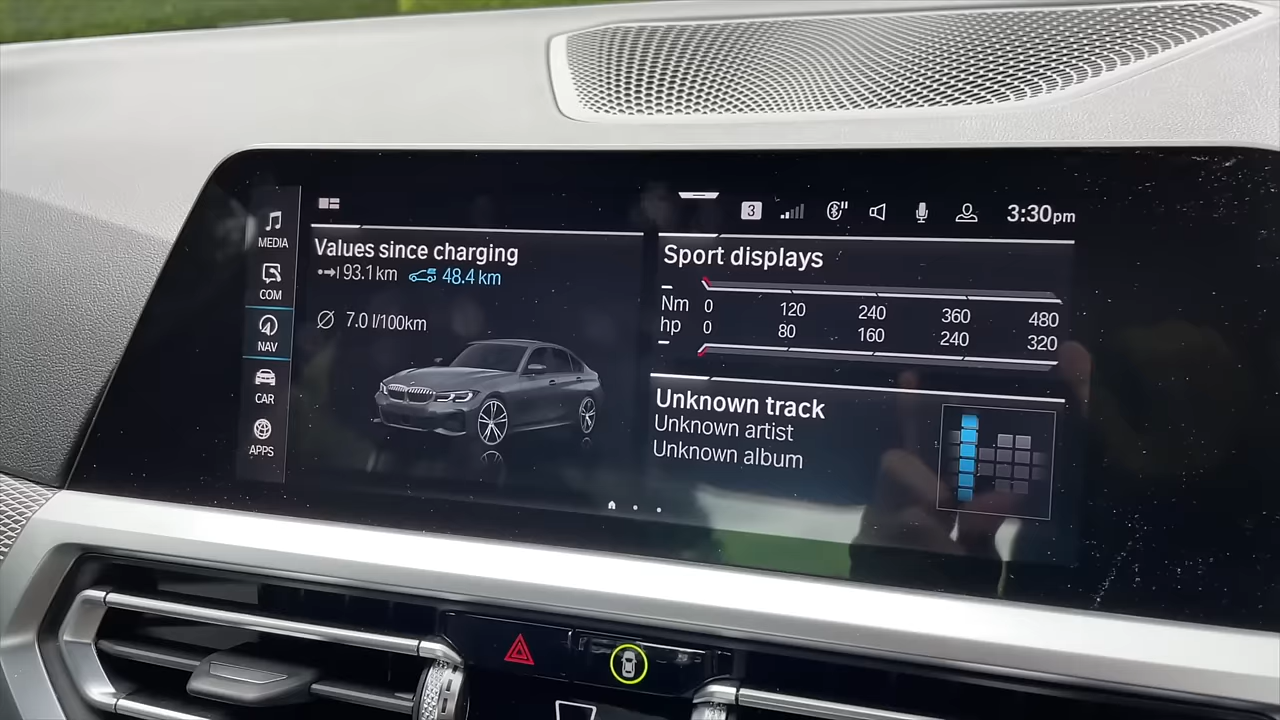 3
3:30pm
MEDIA
COM
NAV
CAR
APPS
Values since charging
93.1 km 48.4 km
7.0 l/100km
Sport displays
Nm 0 120 240 360 480
hp 0 80 160 240 320
Unknown track
Unknown artist
Unknown album